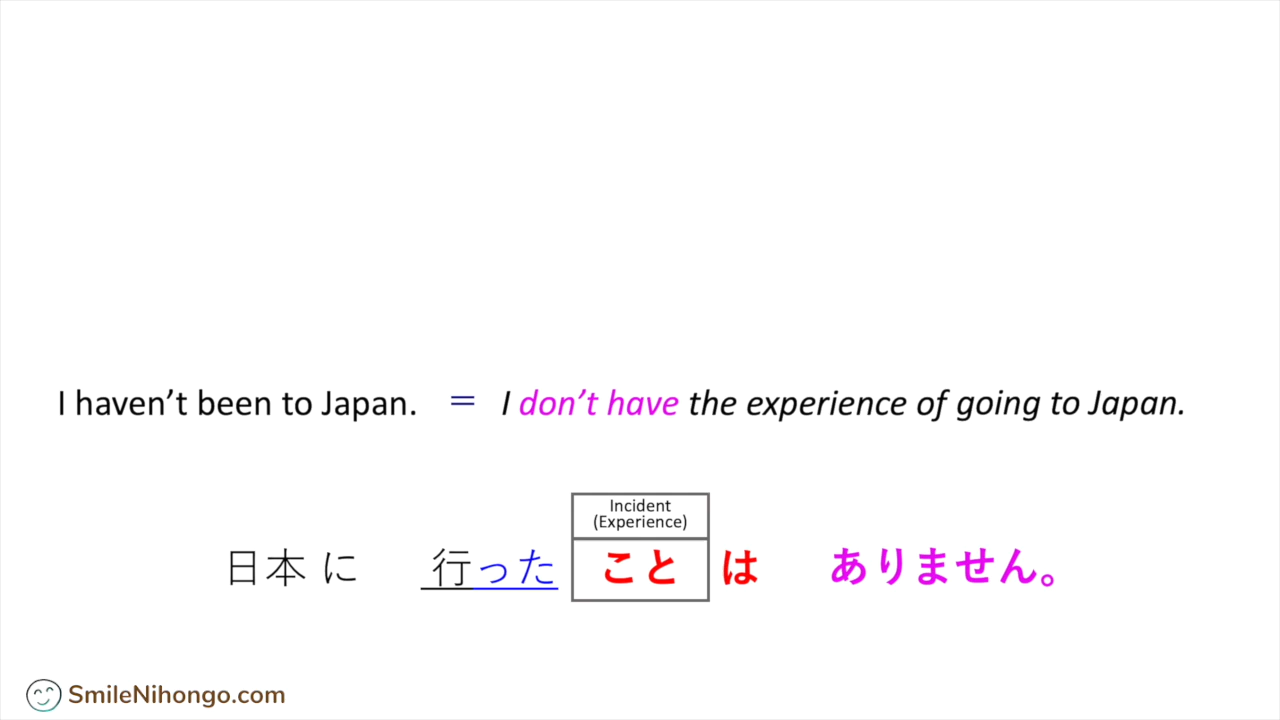 I haven’t been to Japan. = I don’t have the experience of going to Japan.
Incident
(Experience)
日本 に 行った こと は ありません。
SmileNihongo.com